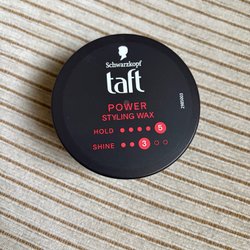 Schwarzkopf
taft
POWER
STYLING WAX
HOLD 5
SHINE 3